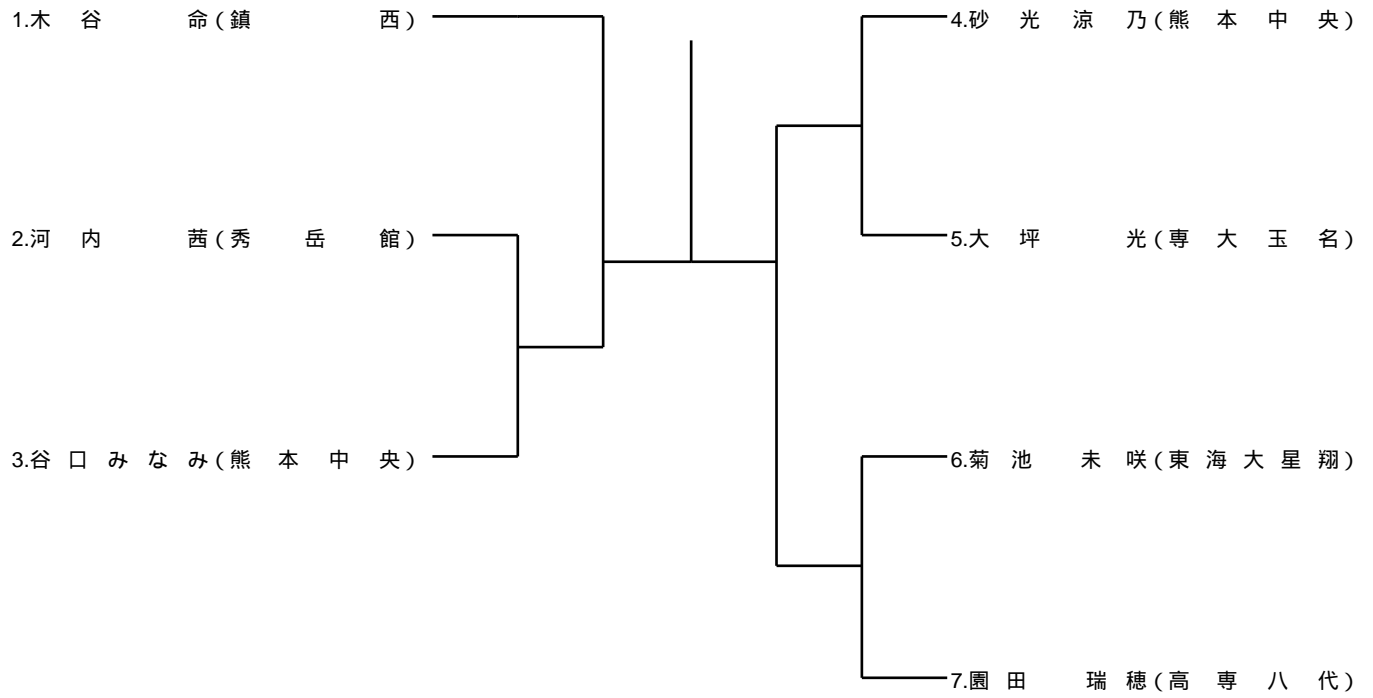 1.木谷 命(鎮 西)
2.河内 茜(秀岳館)
3.谷口みなみ(熊本中央)
4.砂光涼乃(熊本中央)
5.大坪 光(専大玉名)
6.菊池 未咲(東海大星翔)
7.園田 瑞穂(高専八代)